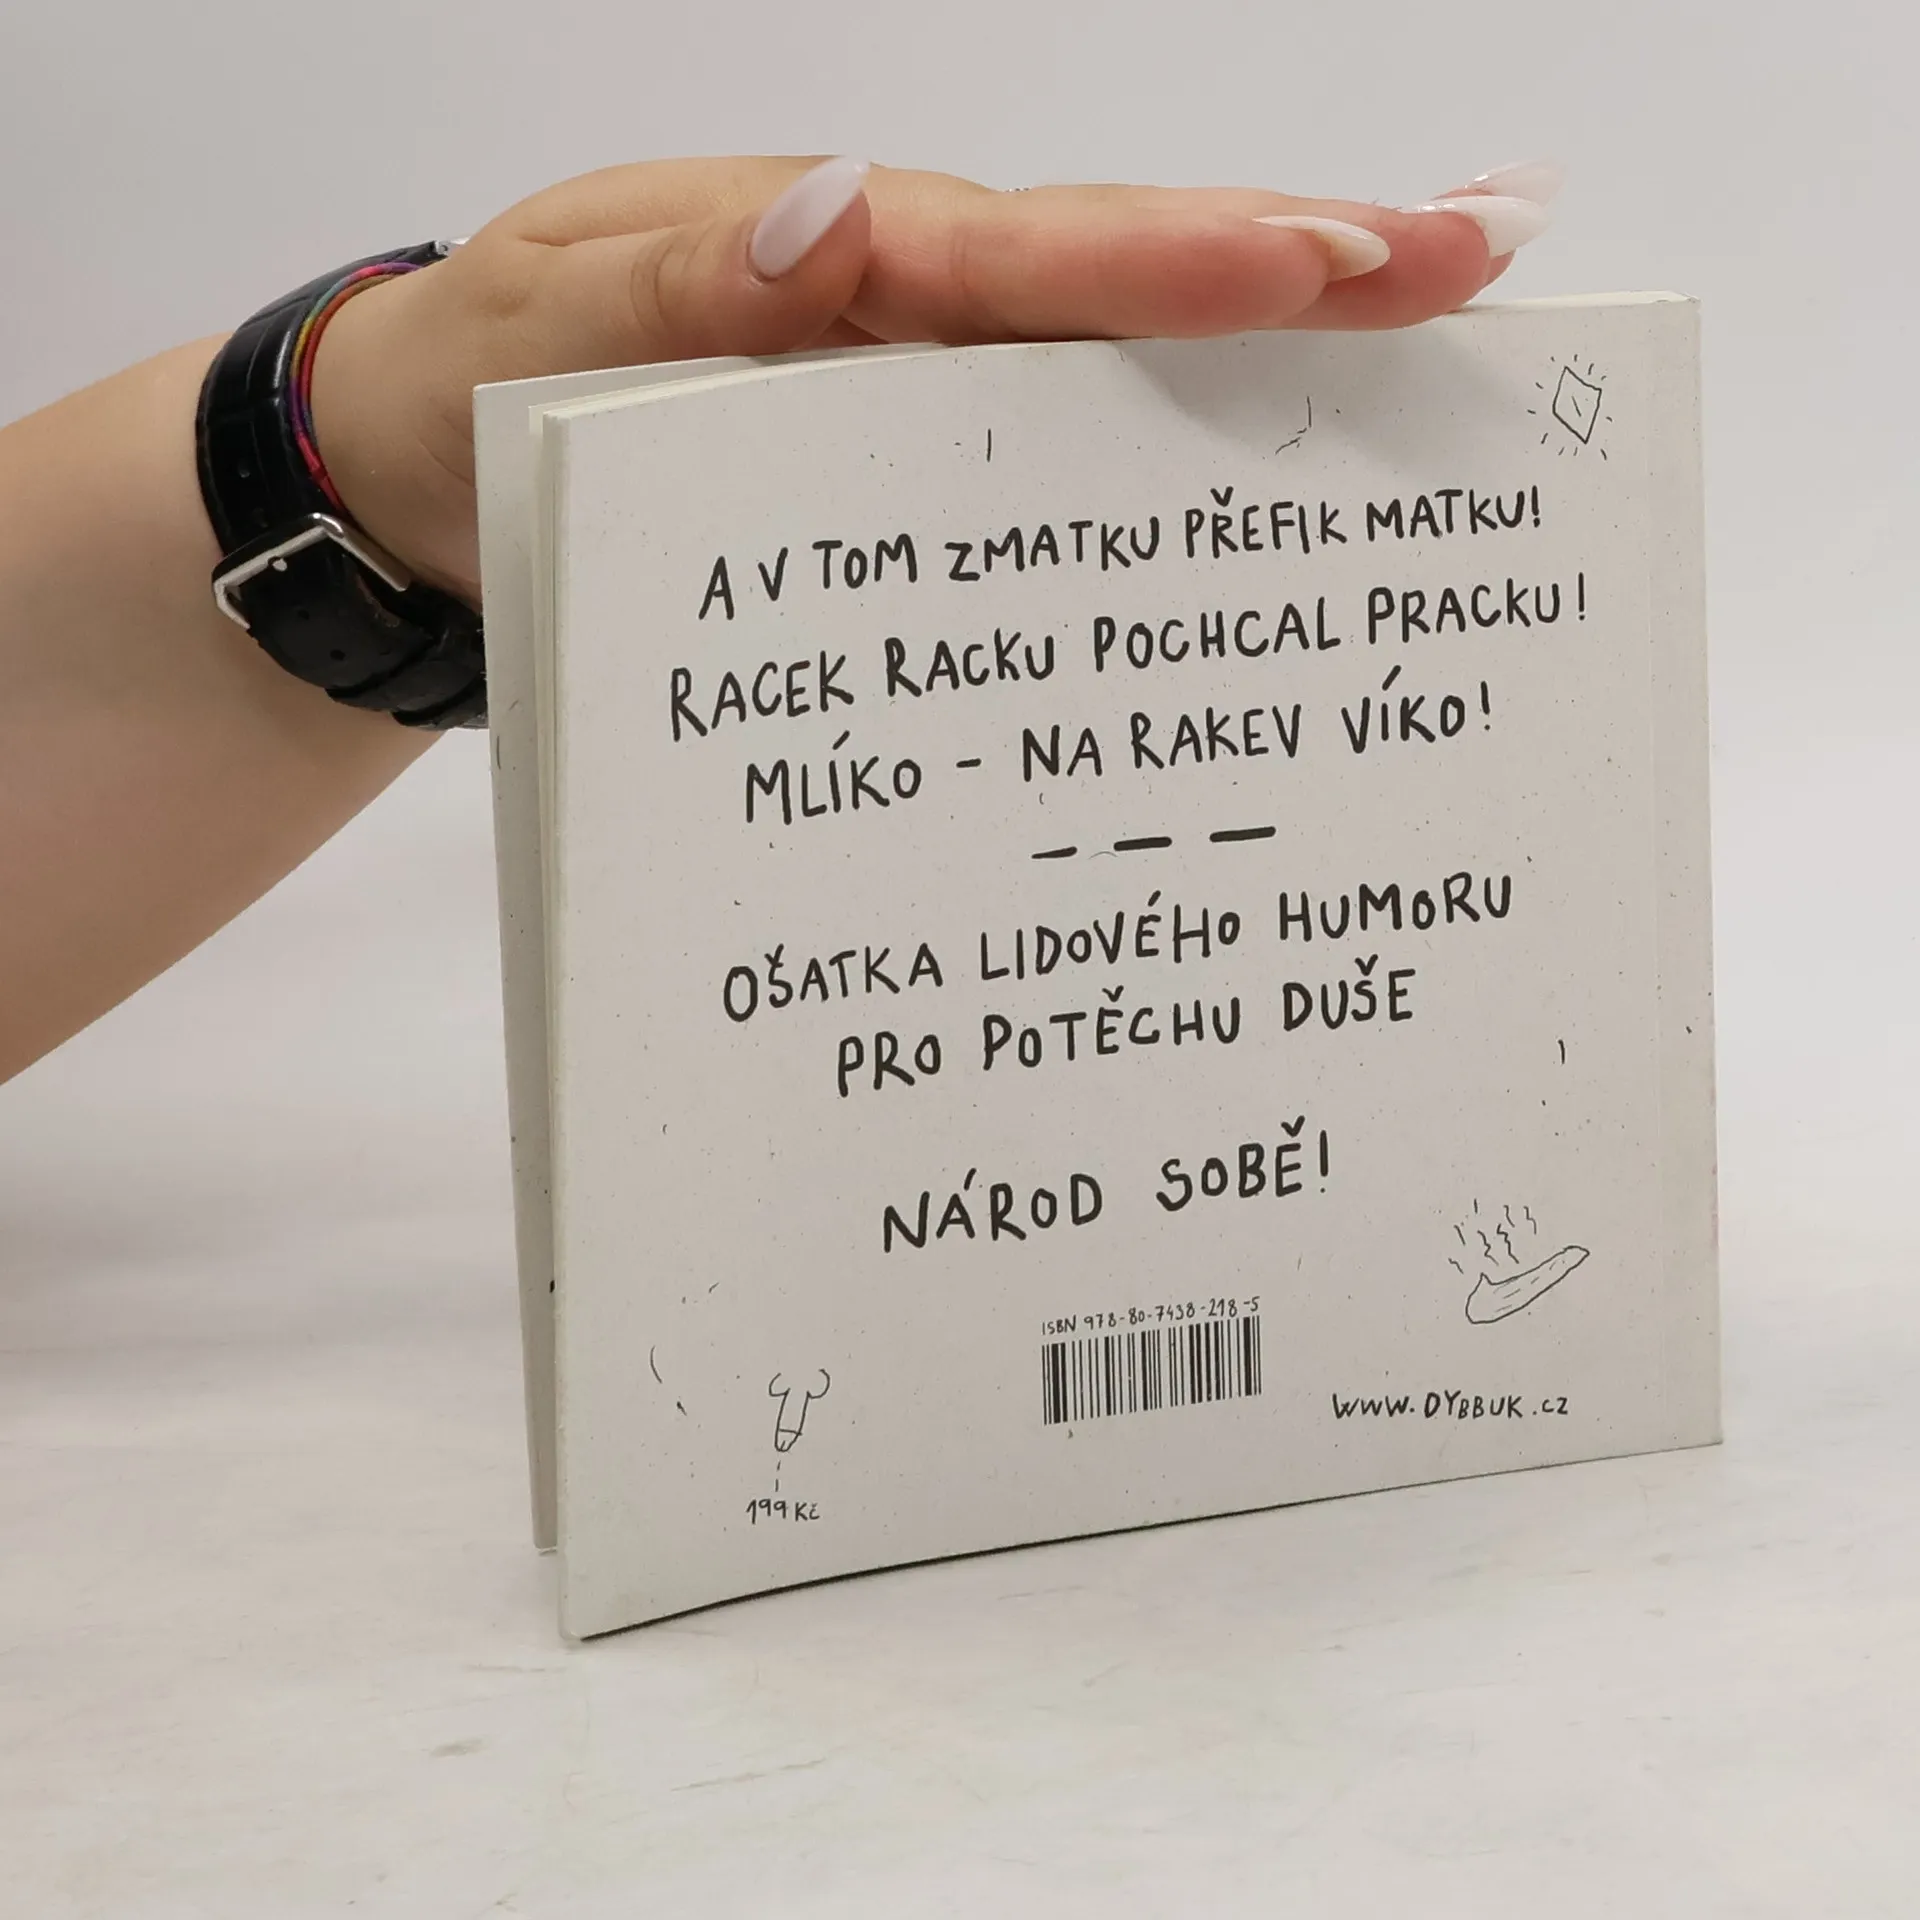 A V TOM ZMATKU PŘEFIK MATKU!
RACEK RACKU POCHCAL PRACKU!
MLÍKO - NA RAKEV VÍKO!
OŠATKA LIDOVÉHO HUMORU
PRO POTĚCHU DUŠE
NÁROD SOBĚ!
ISBN 978-80-7438-218-5
WWW.DYBBUK.CZ
199 Kč